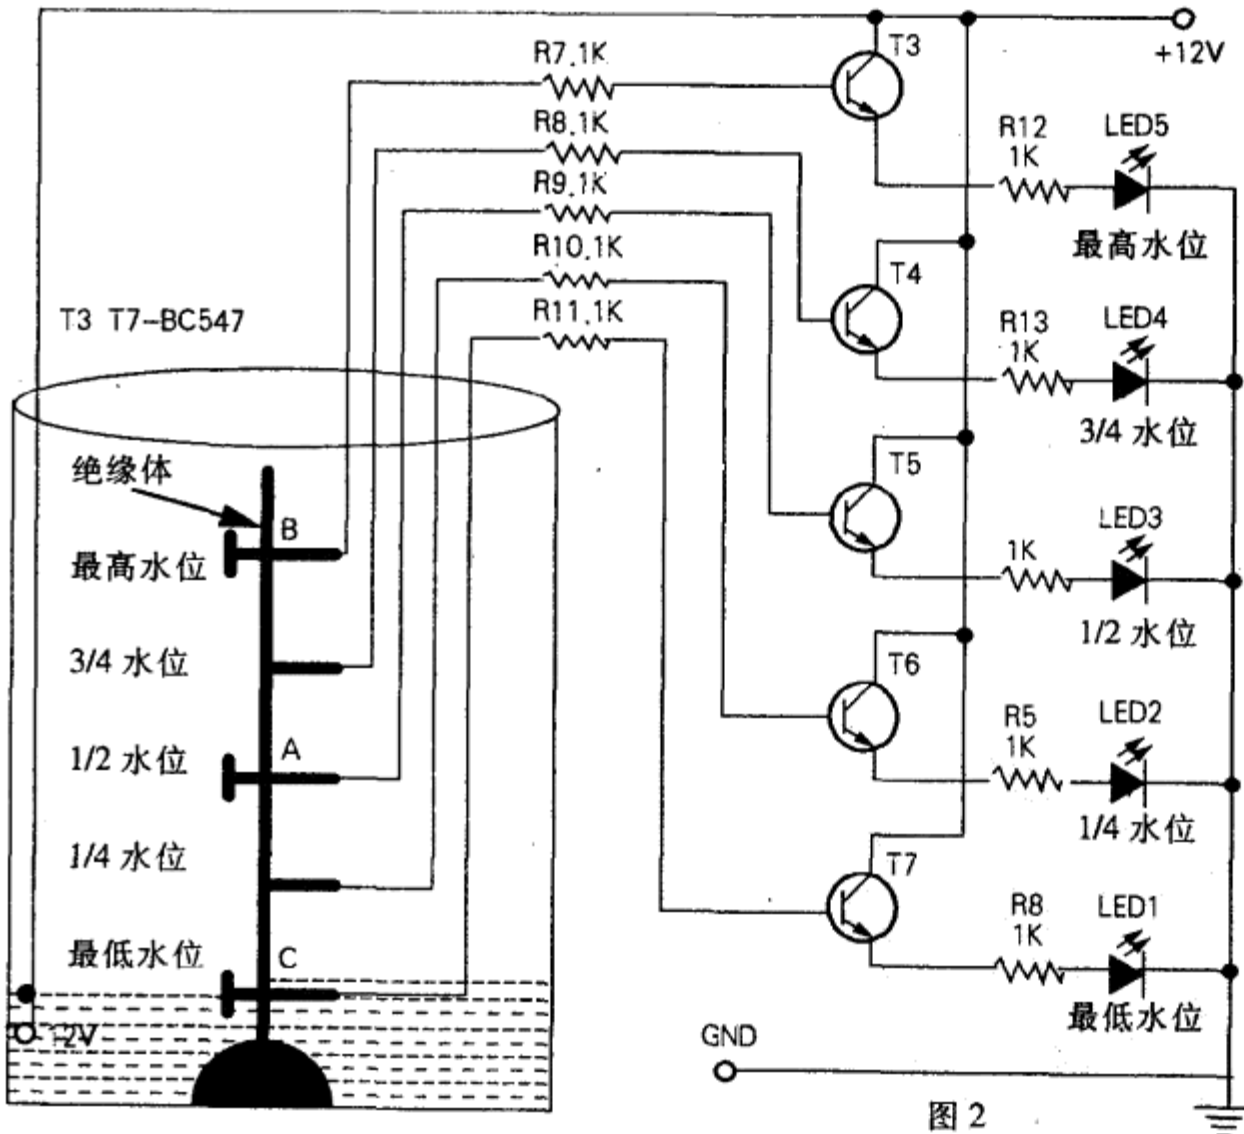 T3
+12V
R7.1K
R8.1K
R9.1K
R10.1K
R11.1K
R12
1K
LED5
最高水位
T4
R13
1K
LED4
3/4 水位
T3 T7-BC547
绝缘体
B
最高水位
T5
1K
LED3
1/2 水位
3/4 水位
T6
R5
1K
LED2
1/4 水位
1/2 水位
A
1/4 水位
T7
R8
1K
LED1
最低水位
最低水位
C
12V
GND
图 2